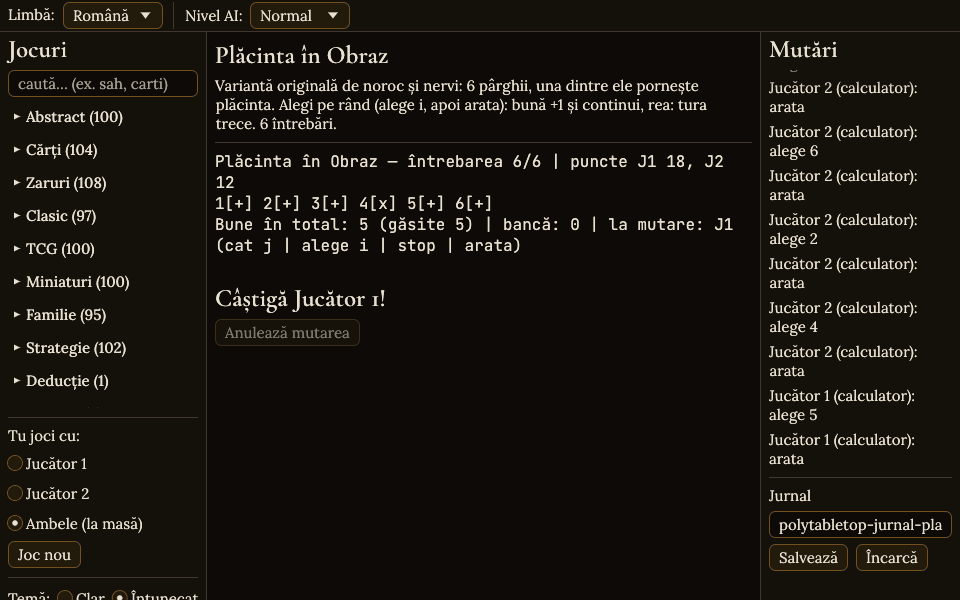 Limbă: Română ▼ Nivel AI: Normal ▼
Jocuri
caută... (ex. sah, carti)
▸ Abstract (100)
▸ Cărți (104)
▸ Zaruri (108)
▸ Clasic (97)
▸ TCG (100)
▸ Miniaturi (100)
▸ Familie (95)
▸ Strategie (102)
▸ Deducție (1)
Tu joci cu:
Jucător 1
Jucător 2
Ambele (la masă)
Joc nou
Temă: Clar Întunecat
Plăcinta în Obraz
Variantă originală de noroc și nervi: 6 pârghii, una dintre ele pornește
plăcinta. Alegi pe rând (alege i, apoi arata): bună +1 și continui, rea: tura
trece. 6 întrebări.
Plăcinta în Obraz — întrebarea 6/6 | puncte J1 18, J2
12
1[+] 2[+] 3[+] 4[x] 5[+] 6[+]
Bune în total: 5 (găsite 5) | bancă: 0 | la mutare: J1
(cat j | alege i | stop | arata)
Câștigă Jucător 1!
Anulează mutarea
Mutări
Jucător 2 (calculator):
arata
Jucător 2 (calculator):
alege 6
Jucător 2 (calculator):
arata
Jucător 2 (calculator):
alege 2
Jucător 2 (calculator):
arata
Jucător 2 (calculator):
alege 4
Jucător 2 (calculator):
arata
Jucător 1 (calculator):
alege 5
Jucător 1 (calculator):
arata
Jurnal
polytabletop-jurnal-pla
Salvează Încarcă